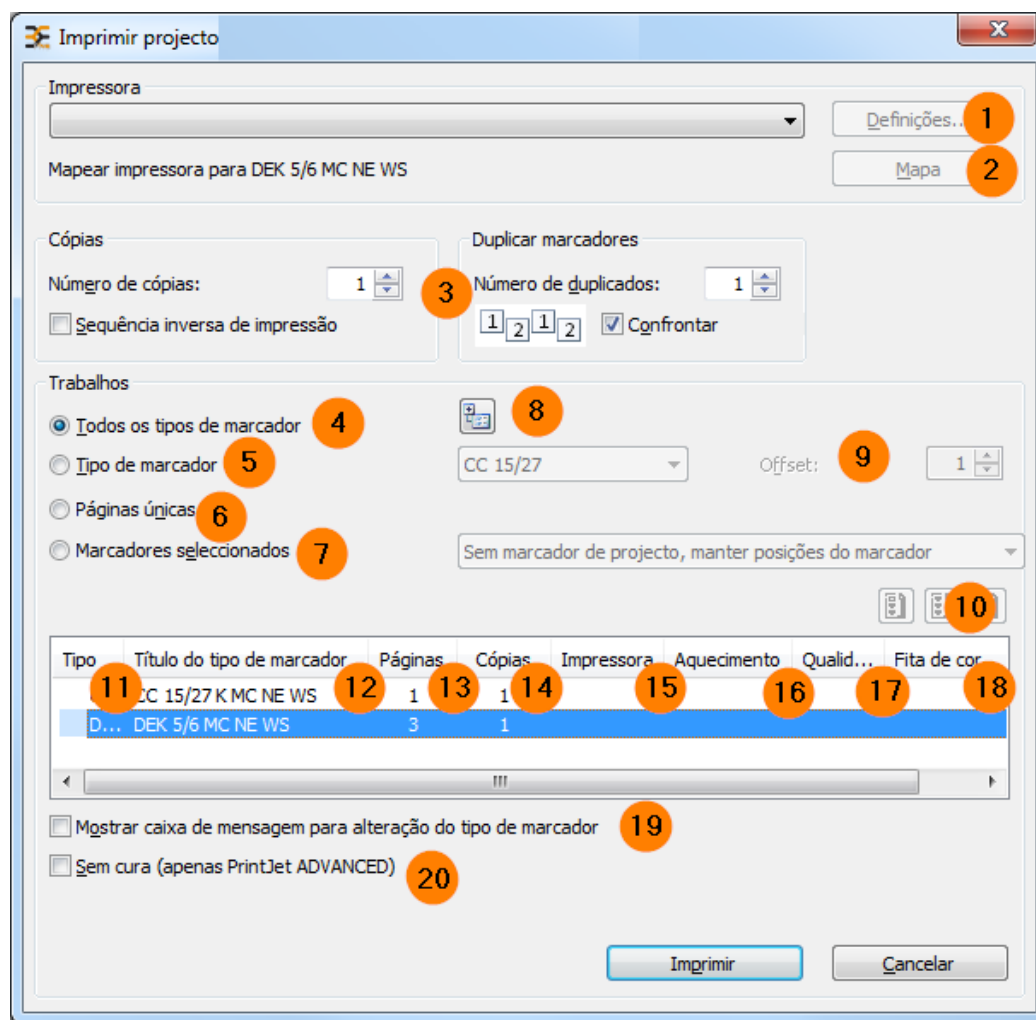 Imprimir projecto
Impressora
Definições.. 1
Mapear impressora para DEK 5/6 MC NE WS
Mapa 2
Cópias
Número de cópias: 1
Sequência inversa de impressão
3
Duplicar marcadores
Número de duplicados: 1
1 2 1 2 Confrontar
Trabalhos
Todos os tipos de marcador 4
8
Tipo de marcador 5
CC 15/27 Offset: 9 1
Páginas únicas 6
Marcadores seleccionados 7
Sem marcador de projecto, manter posições do marcador
10
Tipo Título do tipo de marcador Páginas Cópias Impressora Aquecimento Qualid... Fita de cor
11 12 13 14 15 16 17 18
CC 15/27 K MC NE WS 1 1
D... DEK 5/6 MC NE WS 3 1
Mostrar caixa de mensagem para alteração do tipo de marcador 19
Sem cura (apenas PrintJet ADVANCED) 20
Imprimir Cancelar